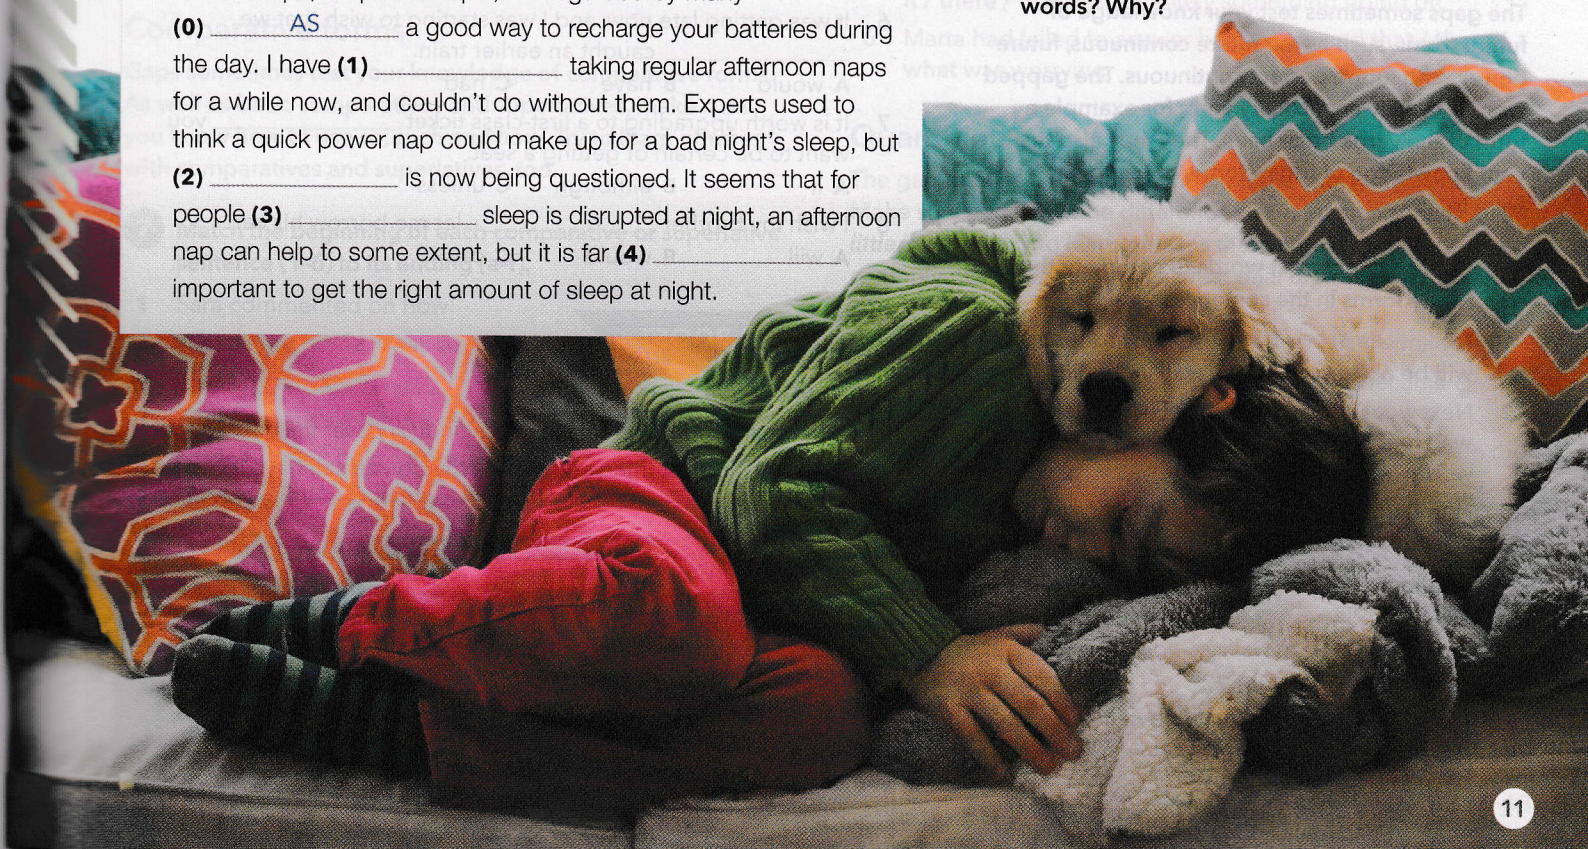 words? Why?
(0) AS a good way to recharge your batteries during
the day. I have (1) taking regular afternoon naps
for a while now, and couldn't do without them. Experts used to
think a quick power nap could make up for a bad night's sleep, but
(2) is now being questioned. It seems that for
people (3) sleep is disrupted at night, an afternoon
nap can help to some extent, but it is far (4)
important to get the right amount of sleep at night.
11